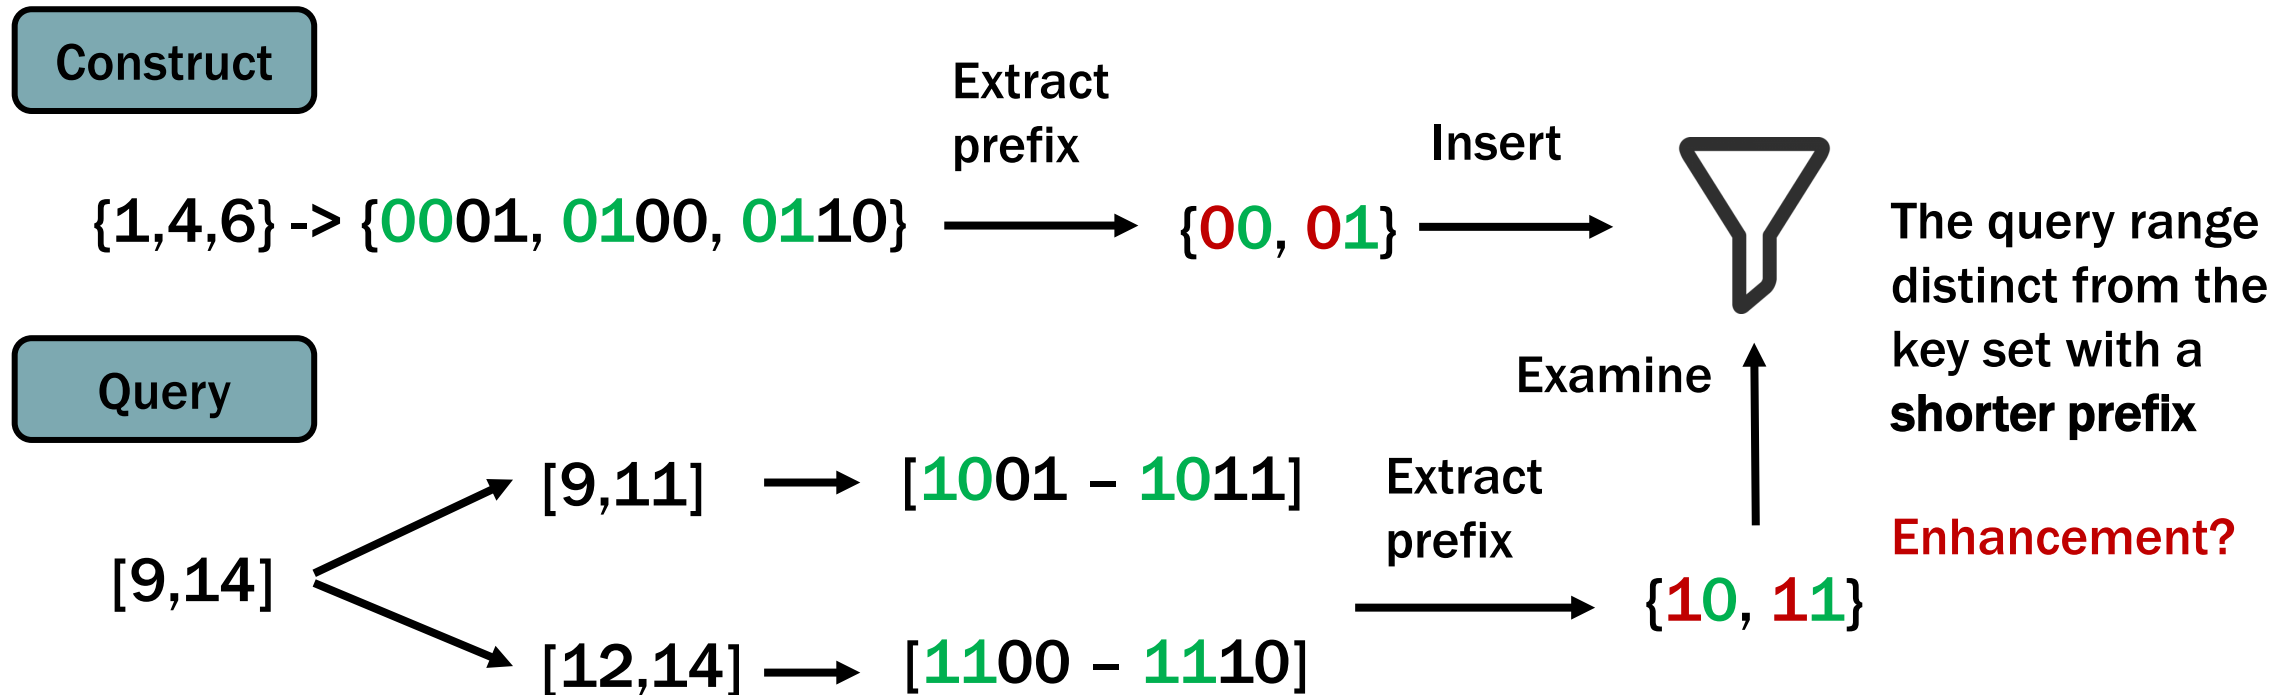 Construct
Extract
prefix
Insert
{1,4,6} -> {0001, 0100, 0110}
{00, 01}
The query range
distinct from the
key set with a
shorter prefix
Enhancement?
Query
Examine
[9,14]
[9,11]
[1001 – 1011]
[12,14]
[1100 – 1110]
Extract
prefix
{10, 11}